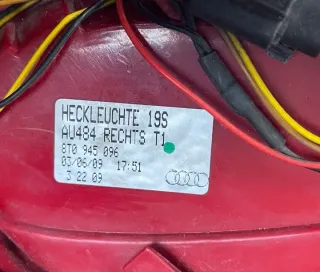 HECKLEUCHTE 19S
AU484 RECHTS T1
8T0 945 096
03/06/09 17:51
3 22 09